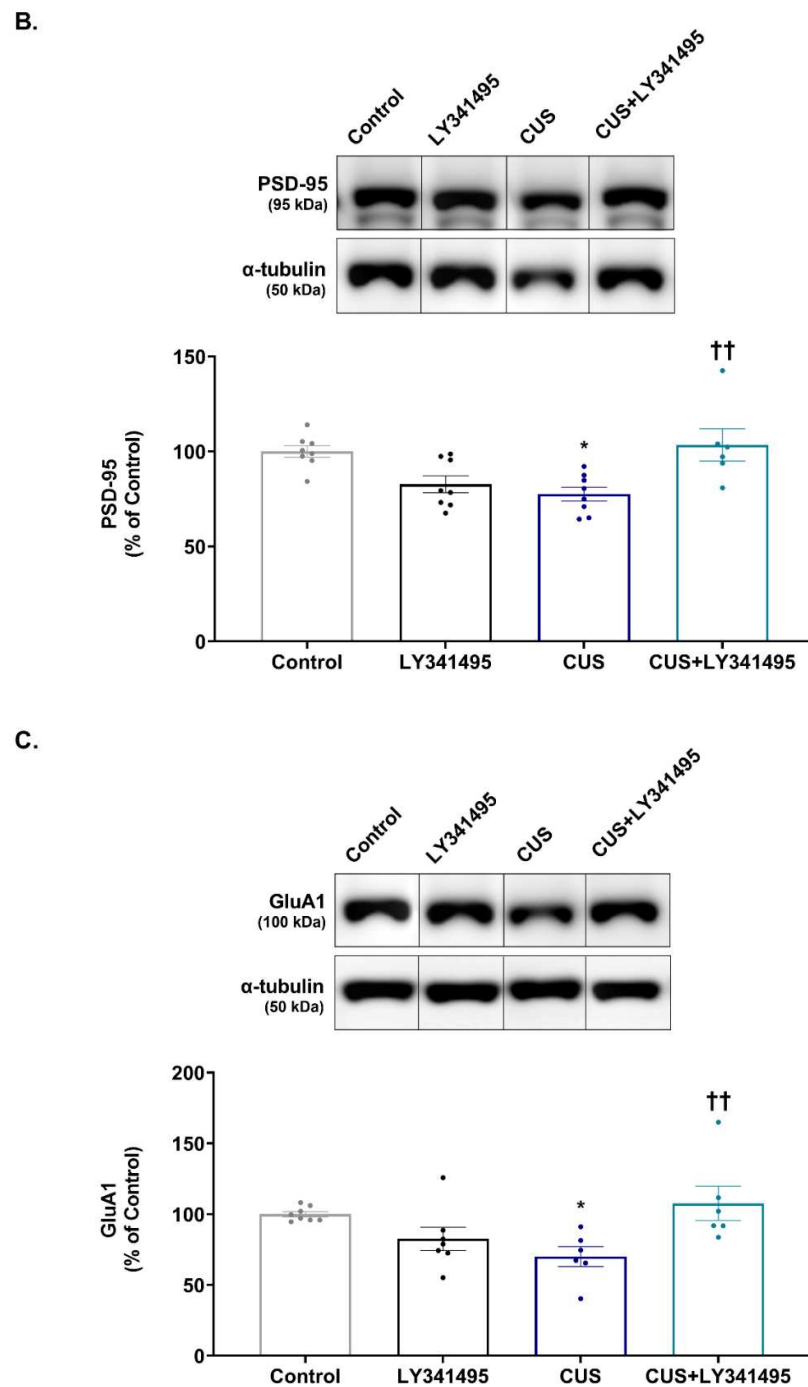 B.
Control LY341495 CUS CUS+LY341495
PSD-95
(95 kDa)
α-tubulin
(50 kDa)
PSD-95
(% of Control)
150
††
100
*
50
0
Control LY341495 CUS CUS+LY341495
C.
Control LY341495 CUS CUS+LY341495
GluA1
(100 kDa)
α-tubulin
(50 kDa)
GluA1
(% of Control)
200
††
150
*
100
50
0
Control LY341495 CUS CUS+LY341495